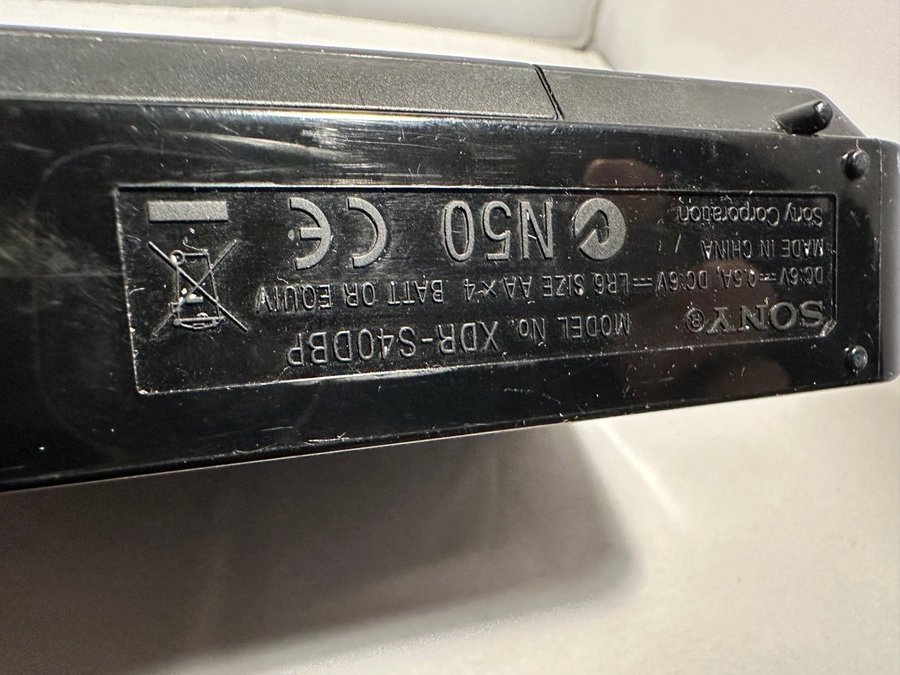 SONY® MODEL No. XDR-S40DBP
DC:6V⎓0.5A, DC:6V⎓LR6 SIZE AA×4 BATT OR EQUIV
MADE IN CHINA
Sony Corporation N50 CE